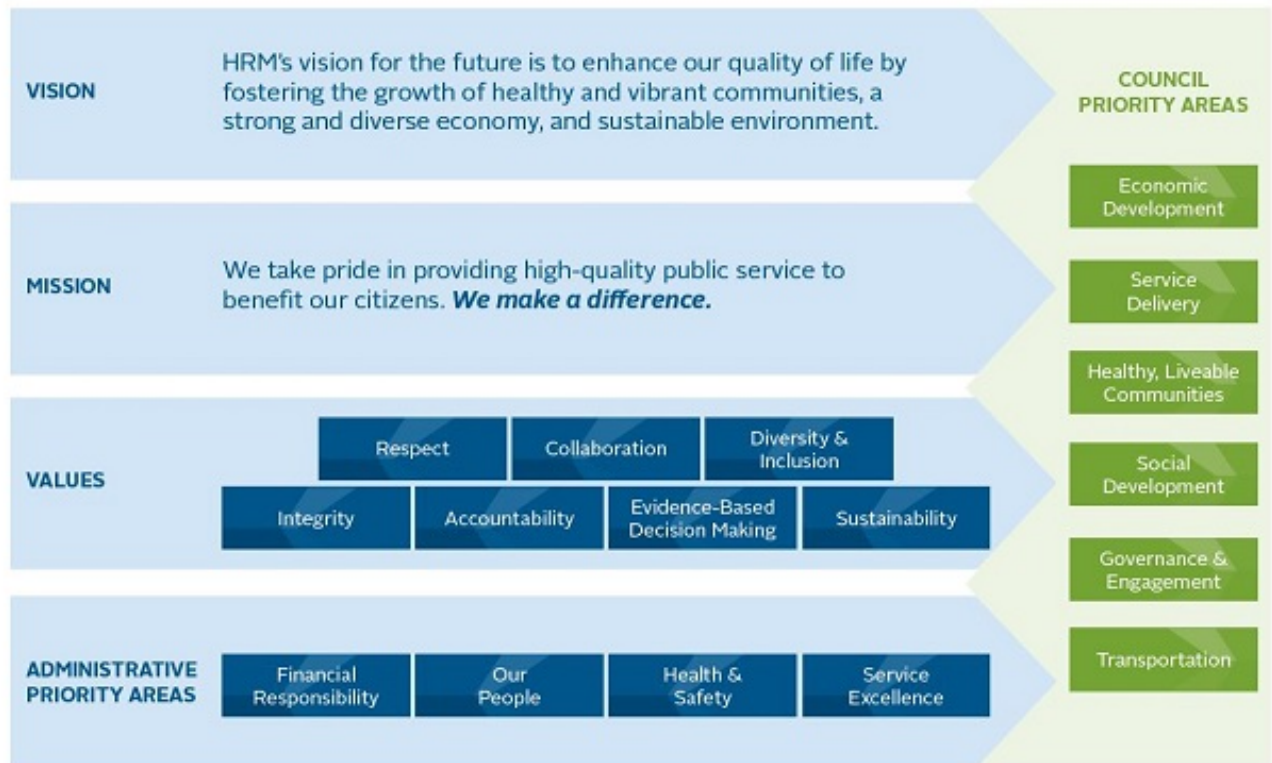 VISION
HRM's vision for the future is to enhance our quality of life by
fostering the growth of healthy and vibrant communities, a
strong and diverse economy, and sustainable environment.
MISSION
We take pride in providing high-quality public service to
benefit our citizens. We make a difference.
VALUES
Respect
Collaboration
Diversity &
Inclusion
Integrity
Accountability
Evidence-Based
Decision Making
Sustainability
ADMINISTRATIVE
PRIORITY AREAS
Financial
Responsibility
Our
People
Health &
Safety
Service
Excellence
COUNCIL
PRIORITY AREAS
Economic
Development
Service
Delivery
Healthy, Liveable
Communities
Social
Development
Governance &
Engagement
Transportation